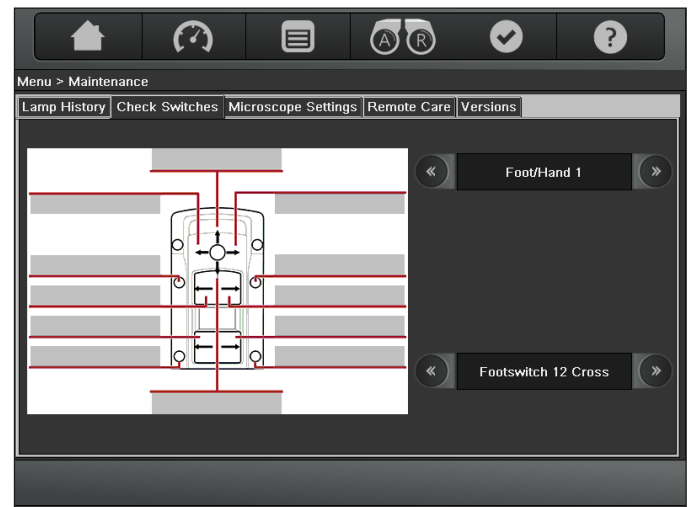 A R ?
Menu > Maintenance
Lamp History Check Switches Microscope Settings Remote Care Versions
« Foot/Hand 1 »
« Footswitch 12 Cross »